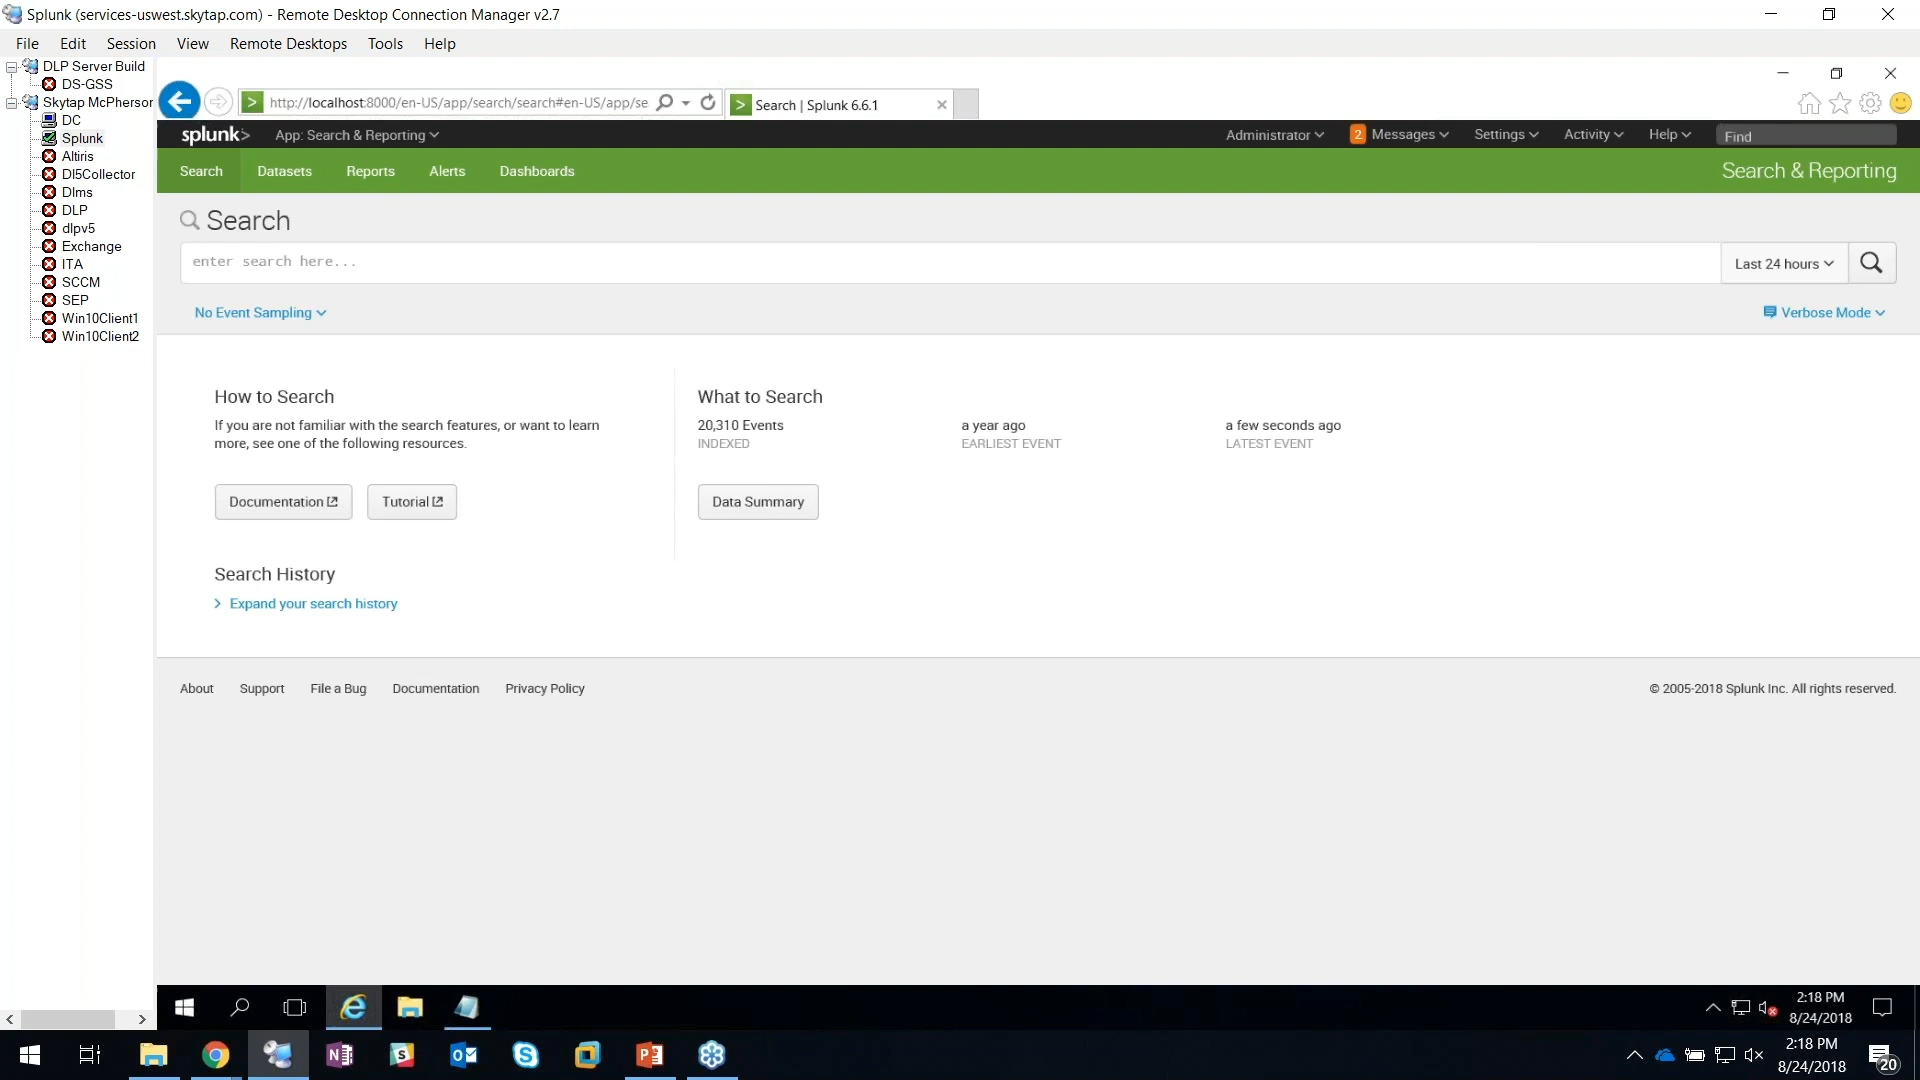 Splunk (services-uswest.skytap.com) - Remote Desktop Connection Manager v2.7
File Edit Session View Remote Desktops Tools Help
DLP Server Build
DS-GSS
Skytap McPherson
DC
Splunk
Altiris
DI5Collector
DIms
DLP
dlpv5
Exchange
ITA
SCCM
SEP
Win10Client1
Win10Client2
http://localhost:8000/en-US/app/search/search#en-US/app/se
Search | Splunk 6.6.1
splunk> App: Search & Reporting Administrator 2 Messages Settings Activity Help Find
Search Datasets Reports Alerts Dashboards Search & Reporting
Search
enter search here... Last 24 hours
No Event Sampling Verbose Mode
How to Search
If you are not familiar with the search features, or want to learn
more, see one of the following resources.
Documentation Tutorial
What to Search
20,310 Events a year ago a few seconds ago
INDEXED EARLIEST EVENT LATEST EVENT
Data Summary
Search History
Expand your search history
About Support File a Bug Documentation Privacy Policy © 2005-2018 Splunk Inc. All rights reserved.
2:18 PM
8/24/2018
2:18 PM
8/24/2018
20